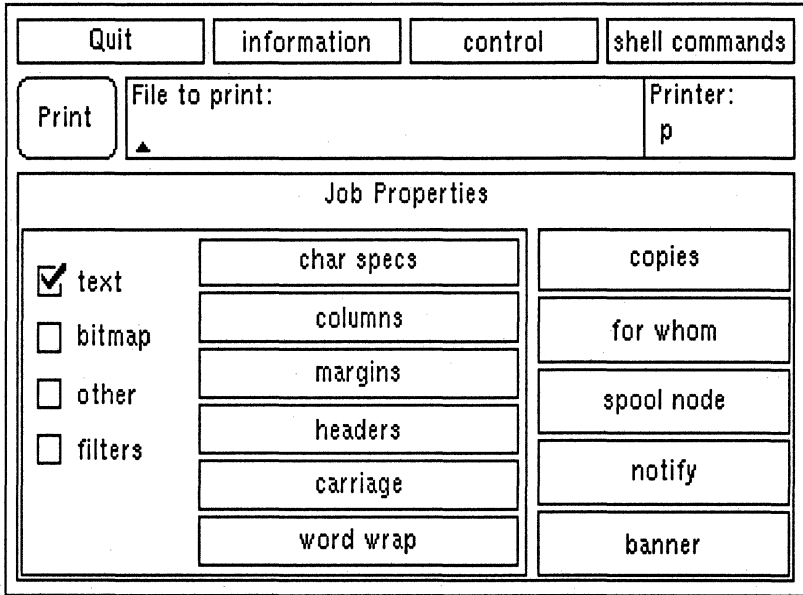 Quit information control shell commands
Print File to print: Printer:
p
Job Properties
text
bitmap
other
filters
char specs
columns
margins
headers
carriage
word wrap
copies
for whom
spool node
notify
banner